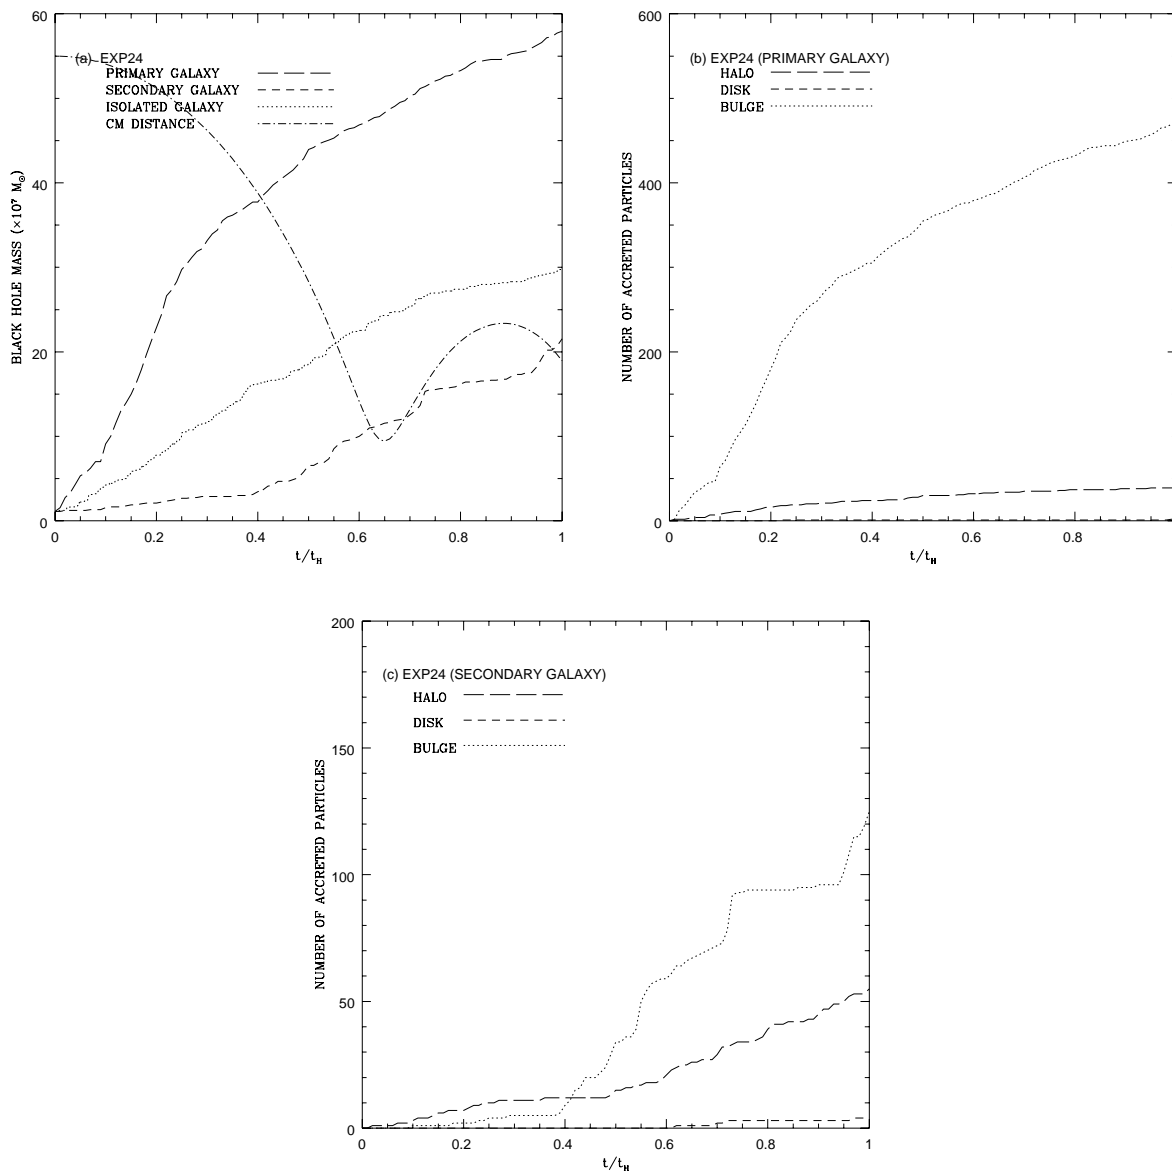 60
40
20
0
BLACK HOLE MASS (×10⁷ M⊙)
(a) EXP24
PRIMARY GALAXY
SECONDARY GALAXY
ISOLATED GALAXY
CM DISTANCE
0 0.2 0.4 0.6 0.8 1
t/tH
600
400
200
0
NUMBER OF ACCRETED PARTICLES
(b) EXP24 (PRIMARY GALAXY)
HALO
DISK
BULGE
0 0.2 0.4 0.6 0.8
t/tH
200
150
100
50
0
NUMBER OF ACCRETED PARTICLES
(c) EXP24 (SECONDARY GALAXY)
HALO
DISK
BULGE
0 0.2 0.4 0.6 0.8 1
t/tH